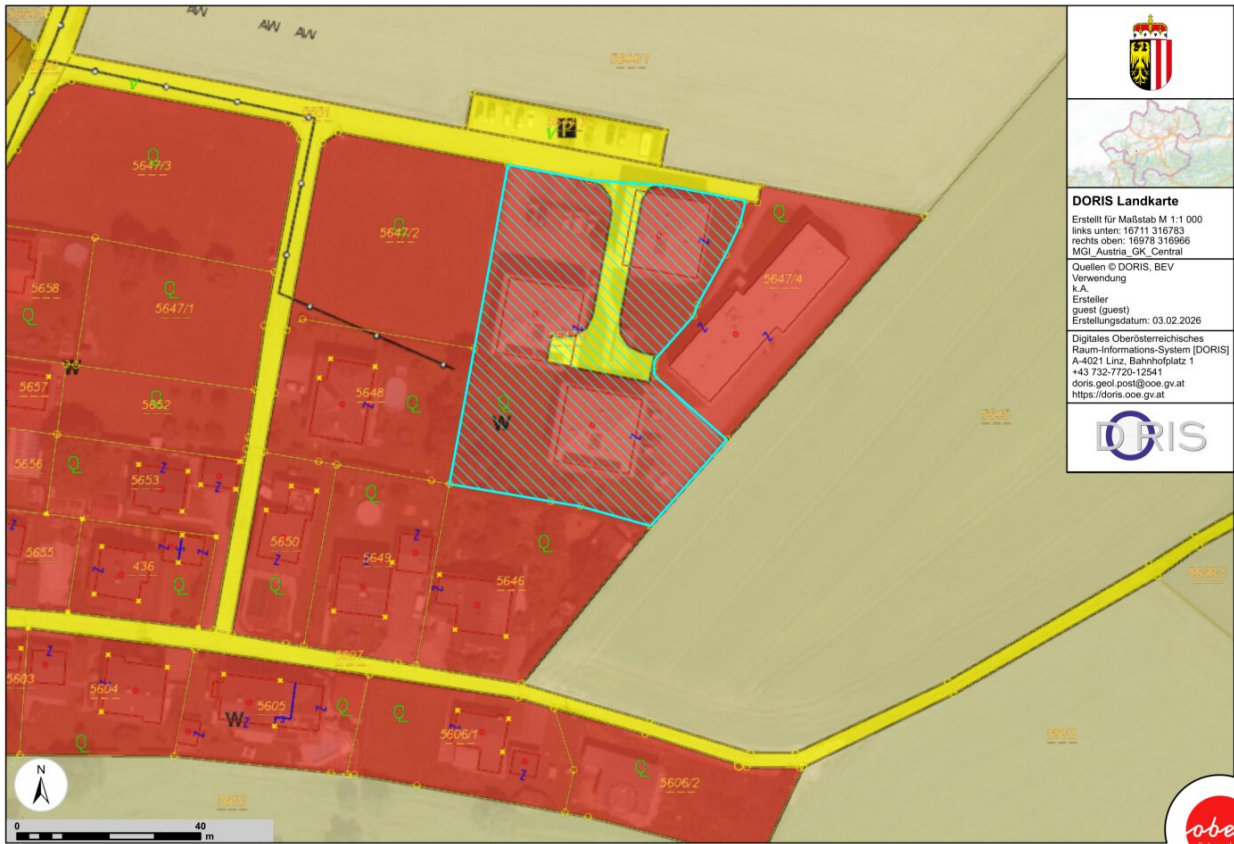 AW
AW
AW
5644/1
5651
V
V P
Q
5647/3
Q
5647/2
Q
5647/4
Z
Z
Z
Z
5658
Q
Q
5647/1
W
5657
Q
5652
5648
Z
Q
Q
W
Z
5656
Q
5653
Z
Z
Q
Q
5655
Z
436
Z
Z
Z
Z
Q
5650
Z
Q
5649
Z
Z
5646
5603
Z
5604
Z
Q
Z
5605
W
Z
Z
Z
Q
Q
Z
5606/1
Z
Q
5606/2
N
0 40
m
DORIS Landkarte
Erstellt für Maßstab M 1:1 000
links unten: 16711 316783
rechts oben: 16978 316966
MGI_Austria_GK_Central
Quellen © DORIS, BEV
Verwendung
k.A.
Ersteller
guest (guest)
Erstellungsdatum: 03.02.2026
Digitales Oberösterreichisches
Raum-Informations-System [DORIS]
A-4021 Linz, Bahnhofplatz 1
+43 732-7720-12541
doris.geol.post@ooe.gv.at
https://doris.ooe.gv.at
DORIS